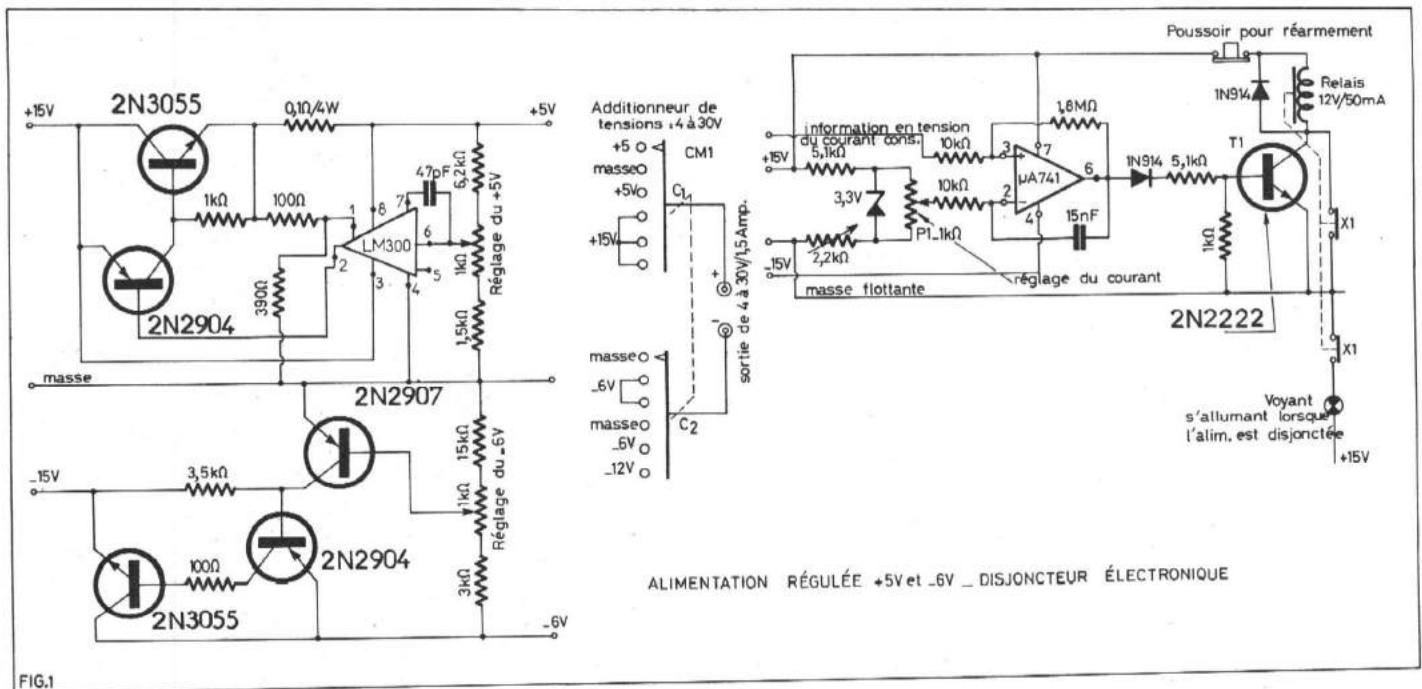 +15V
2N3055
0,1Ω/4W
+5V
1kΩ
100Ω
390Ω
2N2904
1
8
7
47pF
6,2kΩ
LM300
2
3
4
5
6
1kΩ
Réglage du +5V
1,5kΩ
masse
2N2907
15kΩ
1kΩ
Réglage du _6V
3kΩ
_15V
3,5kΩ
2N2904
100Ω
2N3055
_6V
Additionneur de
tensions :4 à 30V
CM1
+5
masse
+5V
+15V
C1
masse
_6V
masse
_6V
_12V
C2
+
-
sortie de 4 à 30V/1,5Amp.
Poussoir pour réarmement
1N914
Relais
12V/50mA
information en tension
du courant cons.
+15V
5,1kΩ
10kΩ
1,8MΩ
3
+
7
µA741
6
2
-
4
3,3V
10kΩ
P1_1kΩ
2,2kΩ
15nF
1N914
5,1kΩ
T1
1kΩ
X1
_15V
masse flottante
réglage du courant
2N2222
X1
Voyant
s'allumant lorsque
l'alim. est disjonctée
+15V
ALIMENTATION RÉGULÉE +5V et _6V _ DISJONCTEUR ÉLECTRONIQUE
FIG.1